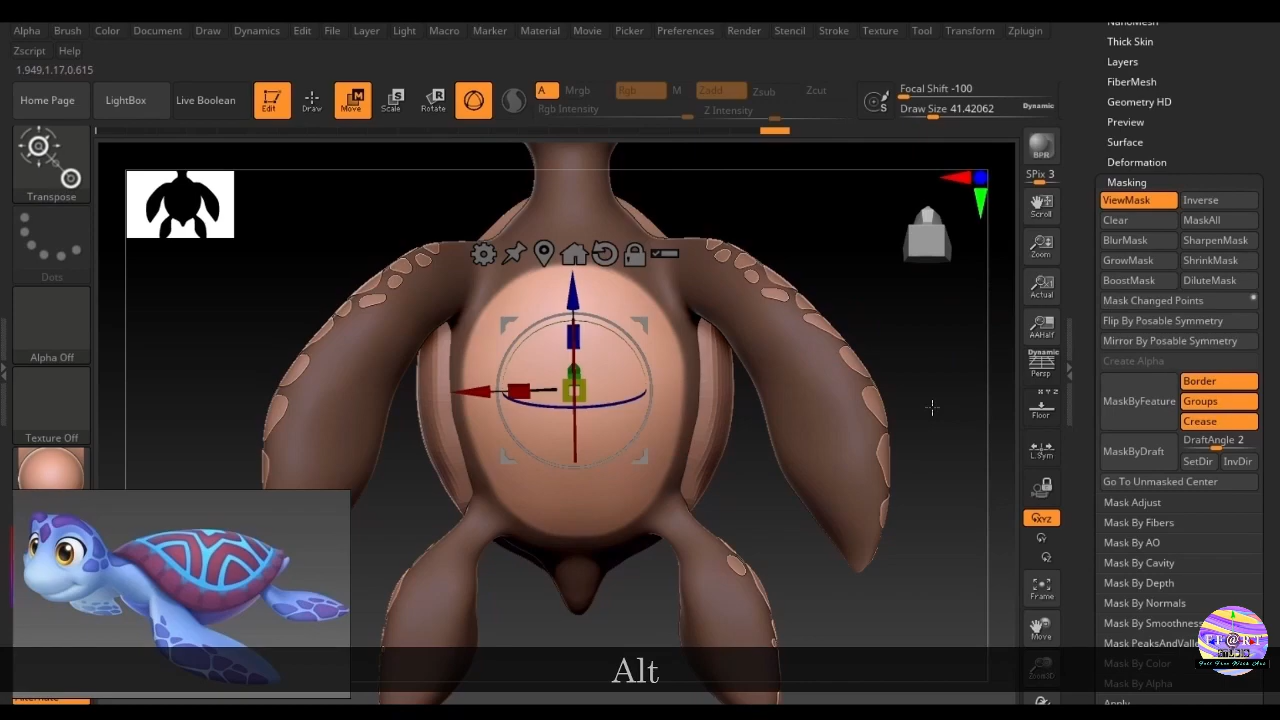 NanoMesh
Alpha Brush Color Document Draw Dynamics Edit File Layer Light Macro Marker Material Movie Picker Preferences Render Stencil Stroke Texture Tool Transform Zplugin
Zscript Help
1.949,1.17,0.615
Home Page LightBox Live Boolean Edit Draw Move Scale Rotate A Mrgb Rgb M Zadd Zsub Zcut Focal Shift -100
Rgb Intensity Z Intensity S Draw Size 41.42062 Dynamic
Transpose
Dots
Alpha Off
Texture Off
Alternate
BPR
SPix 3
Scroll
Zoom
Actual
AAHalf
Dynamic
Persp
X Y Z
Floor
L.Sym
XYZ
Frame
Move
Zoom3D
Thick Skin
Layers
FiberMesh
Geometry HD
Preview
Surface
Deformation
Masking
ViewMask Inverse
Clear MaskAll
BlurMask SharpenMask
GrowMask ShrinkMask
BoostMask DiluteMask
Mask Changed Points
Flip By Posable Symmetry
Mirror By Posable Symmetry
Create Alpha
MaskByFeature Border
Groups
Crease
MaskByDraft DraftAngle 2
SetDir InvDir
Go To Unmasked Center
Mask Adjust
Mask By Fibers
Mask By AO
Mask By Cavity
Mask By Depth
Mask By Normals
Mask By Smoothness
Mask PeaksAndValle
Mask By Color
Mask By Alpha
Apply
Alt